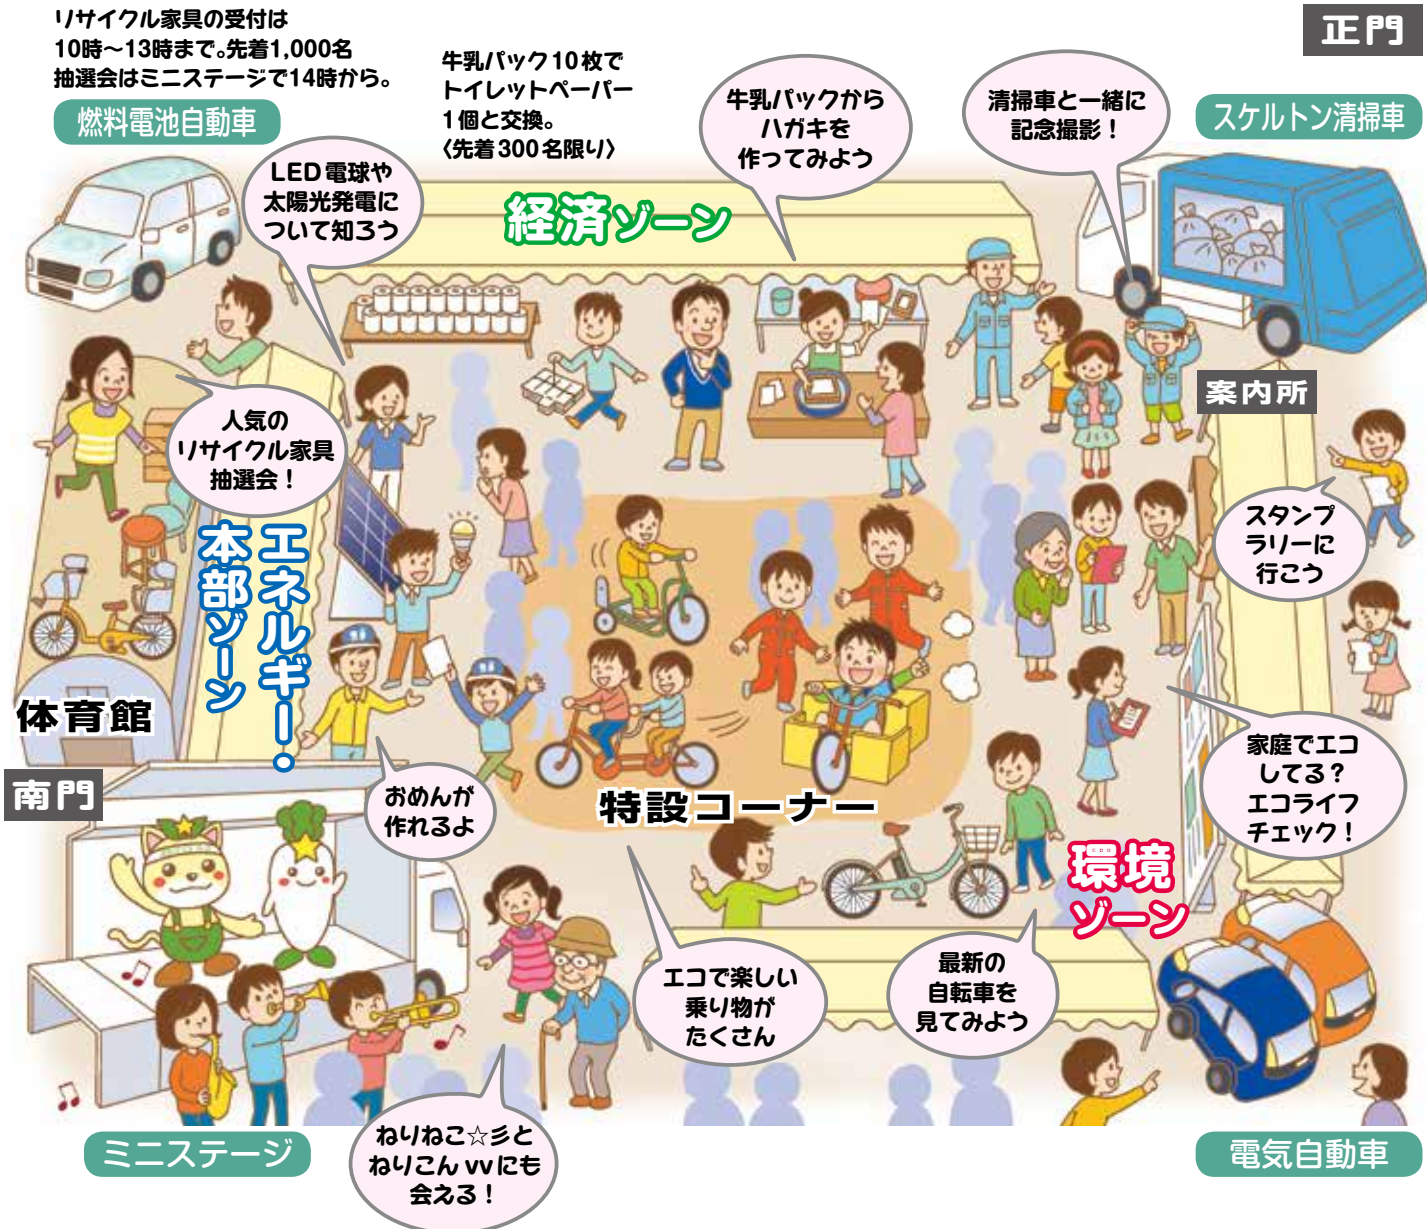 リサイクル家具の受付は
10時～13時まで。先着1,000名
抽選会はミニステージで14時から。
燃料電池自動車
牛乳パック10枚で
トイレットペーパー
1個と交換。
〈先着300名限り〉
正門
スケルトン清掃車
牛乳パックから
ハガキを
作ってみよう
清掃車と一緒に
記念撮影！
LED電球や
太陽光発電に
ついて知ろう
経済ゾーン
案内所
人気の
リサイクル家具
抽選会！
スタンプ
ラリーに
行こう
エネルギー・
本部ゾーン
体育館
南門
おめんが
作れるよ
特設コーナー
家庭でエコ
してる？
エコライフ
チェック！
環境
ゾーン
エコで楽しい
乗り物が
たくさん
最新の
自転車を
見てみよう
ミニステージ
ねりねこ☆彡と
ねりこんvvにも
会える！
電気自動車